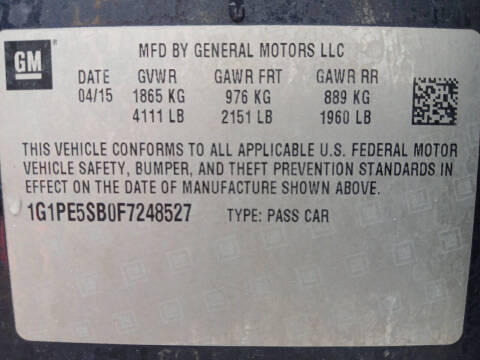 GM
MFD BY GENERAL MOTORS LLC
DATE GVWR GAWR FRT GAWR RR
04/15 1865 KG 976 KG 889 KG
4111 LB 2151 LB 1960 LB
THIS VEHICLE CONFORMS TO ALL APPLICABLE U.S. FEDERAL MOTOR
VEHICLE SAFETY, BUMPER, AND THEFT PREVENTION STANDARDS IN
EFFECT ON THE DATE OF MANUFACTURE SHOWN ABOVE.
1G1PE5SB0F7248527 TYPE: PASS CAR